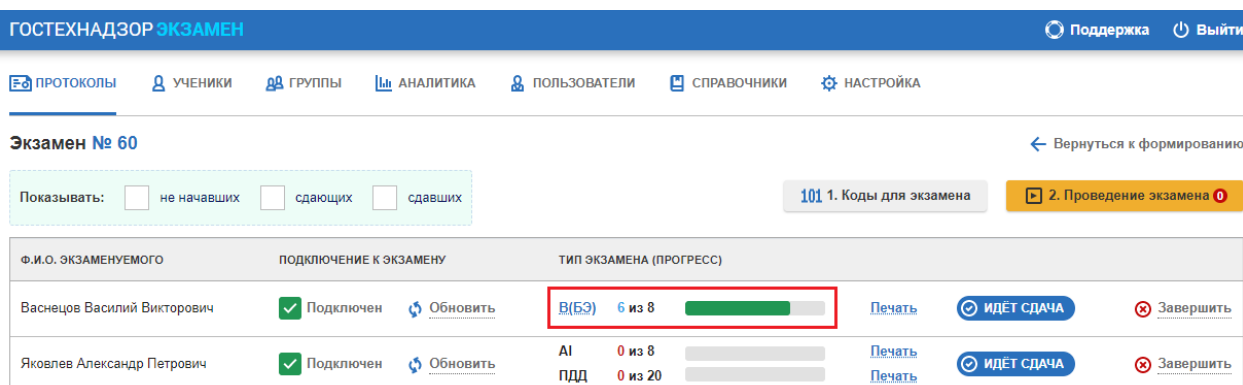 ГОСТЕХНАДЗОР ЭКЗАМЕН Поддержка Выйти
ПРОТОКОЛЫ УЧЕНИКИ ГРУППЫ АНАЛИТИКА ПОЛЬЗОВАТЕЛИ СПРАВОЧНИКИ НАСТРОЙКА
Экзамен № 60 Вернуться к формированию
Показывать: не начавших сдающих сдавших 101 1. Коды для экзамена 2. Проведение экзамена 0
Ф.И.О. ЭКЗАМЕНУЕМОГО ПОДКЛЮЧЕНИЕ К ЭКЗАМЕНУ ТИП ЭКЗАМЕНА (ПРОГРЕСС)
Васнецов Василий Викторович Подключен Обновить В(БЭ) 6 из 8 Печать ИДЁТ СДАЧА Завершить
Яковлев Александр Петрович Подключен Обновить AI 0 из 8 Печать ИДЁТ СДАЧА Завершить
ПДД 0 из 20 Печать